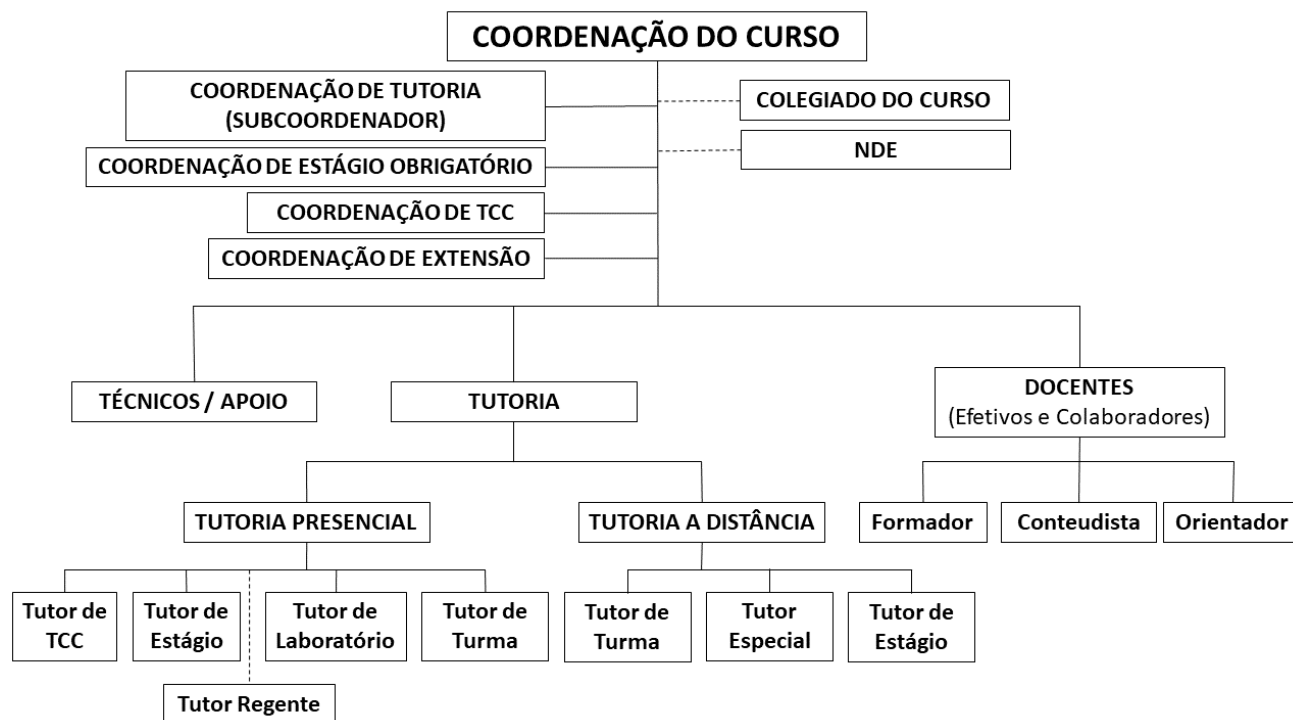 COORDENAÇÃO DO CURSO
COORDENAÇÃO DE TUTORIA
(SUBCOORDENADOR)
COLEGIADO DO CURSO
NDE
COORDENAÇÃO DE ESTÁGIO OBRIGATÓRIO
COORDENAÇÃO DE TCC
COORDENAÇÃO DE EXTENSÃO
TÉCNICOS / APOIO
TUTORIA
DOCENTES
(Efetivos e Colaboradores)
TUTORIA PRESENCIAL
TUTORIA A DISTÂNCIA
Formador
Conteudista
Orientador
Tutor de
TCC
Tutor de
Estágio
Tutor de
Laboratório
Tutor de
Turma
Tutor de
Turma
Tutor
Especial
Tutor de
Estágio
Tutor Regente